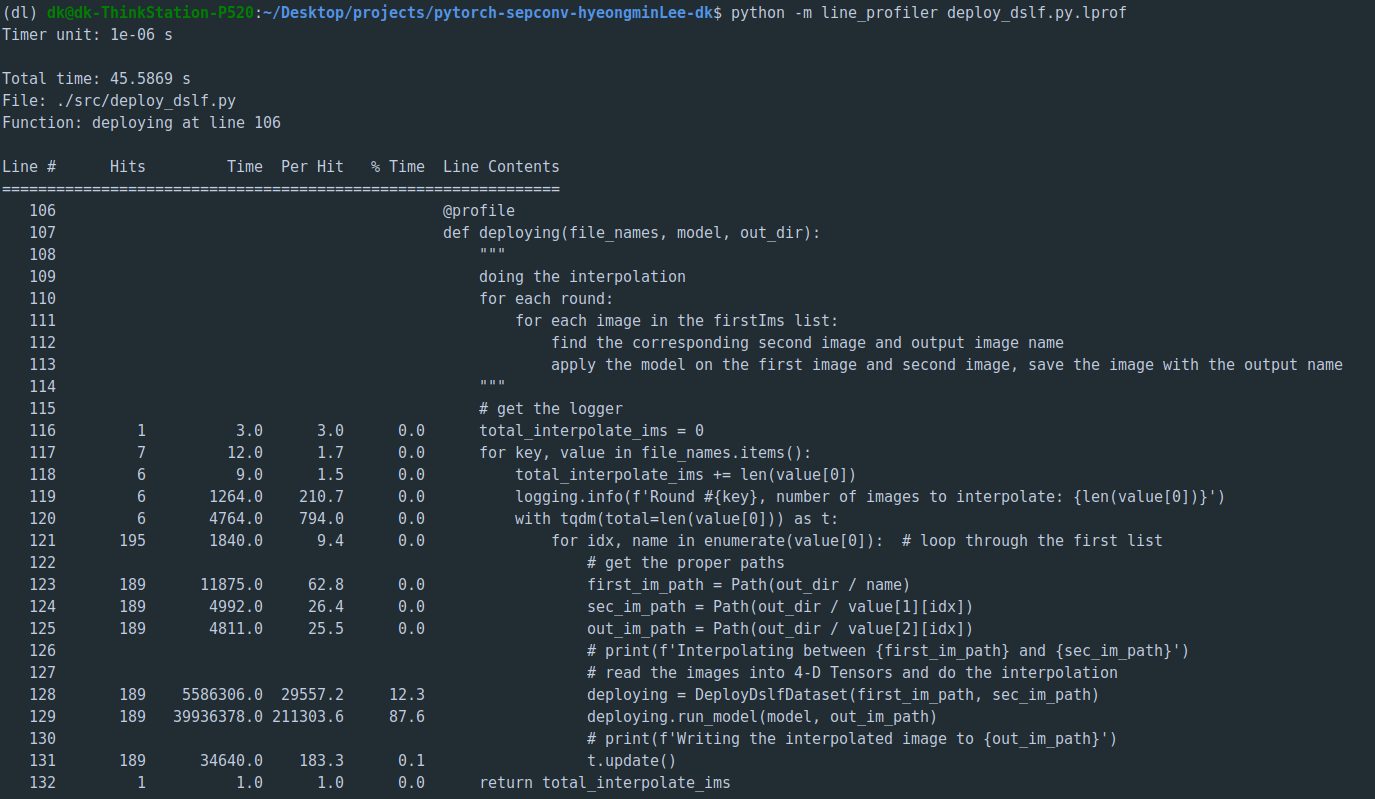 (dl) dk@dk-ThinkStation-P520:~/Desktop/projects/pytorch-sepconv-hyeongminLee-dk$ python -m line_profiler deploy_dslf.py.lprof
Timer unit: 1e-06 s

Total time: 45.5869 s
File: ./src/deploy_dslf.py
Function: deploying at line 106

Line #      Hits         Time  Per Hit   % Time  Line Contents
==============================================================
   106                                           @profile
   107                                           def deploying(file_names, model, out_dir):
   108                                               """
   109                                               doing the interpolation
   110                                               for each round:
   111                                                   for each image in the firstIms list:
   112                                                       find the corresponding second image and output image name
   113                                                       apply the model on the first image and second image, save the image with the output name
   114                                               """
   115                                               # get the logger
   116         1          3.0      3.0      0.0      total_interpolate_ims = 0
   117         7         12.0      1.7      0.0      for key, value in file_names.items():
   118         6          9.0      1.5      0.0          total_interpolate_ims += len(value[0])
   119         6       1264.0    210.7      0.0          logging.info(f'Round #{key}, number of images to interpolate: {len(value[0])}')
   120         6       4764.0    794.0      0.0          with tqdm(total=len(value[0])) as t:
   121       195       1840.0      9.4      0.0              for idx, name in enumerate(value[0]):  # loop through the first list
   122                                                           # get the proper paths
   123       189      11875.0     62.8      0.0                  first_im_path = Path(out_dir / name)
   124       189       4992.0     26.4      0.0                  sec_im_path = Path(out_dir / value[1][idx])
   125       189       4811.0     25.5      0.0                  out_im_path = Path(out_dir / value[2][idx])
   126                                                           # print(f'Interpolating between {first_im_path} and {sec_im_path}')
   127                                                           # read the images into 4-D Tensors and do the interpolation
   128       189    5586306.0  29557.2     12.3                  deploying = DeployDslfDataset(first_im_path, sec_im_path)
   129       189   39936378.0 211303.6     87.6                  deploying.run_model(model, out_im_path)
   130                                                           # print(f'Writing the interpolated image to {out_im_path}')
   131       189      34640.0    183.3      0.1                  t.update()
   132         1          1.0      1.0      0.0      return total_interpolate_ims